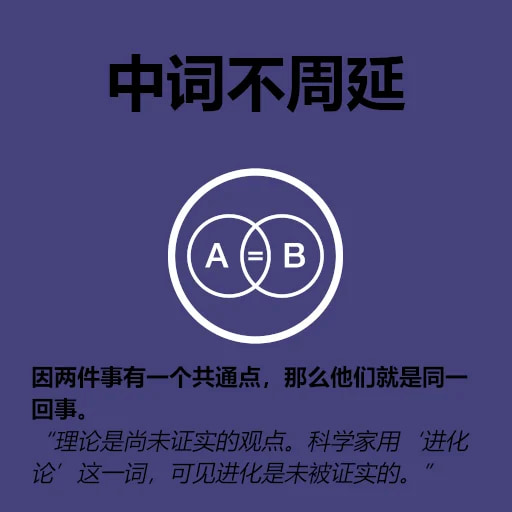 中词不周延
A = B
因两件事有一个共通点，那么他们就是同一
回事。
“理论是尚未证实的观点。科学家用‘进化
论’这一词，可见进化是未被证实的。”